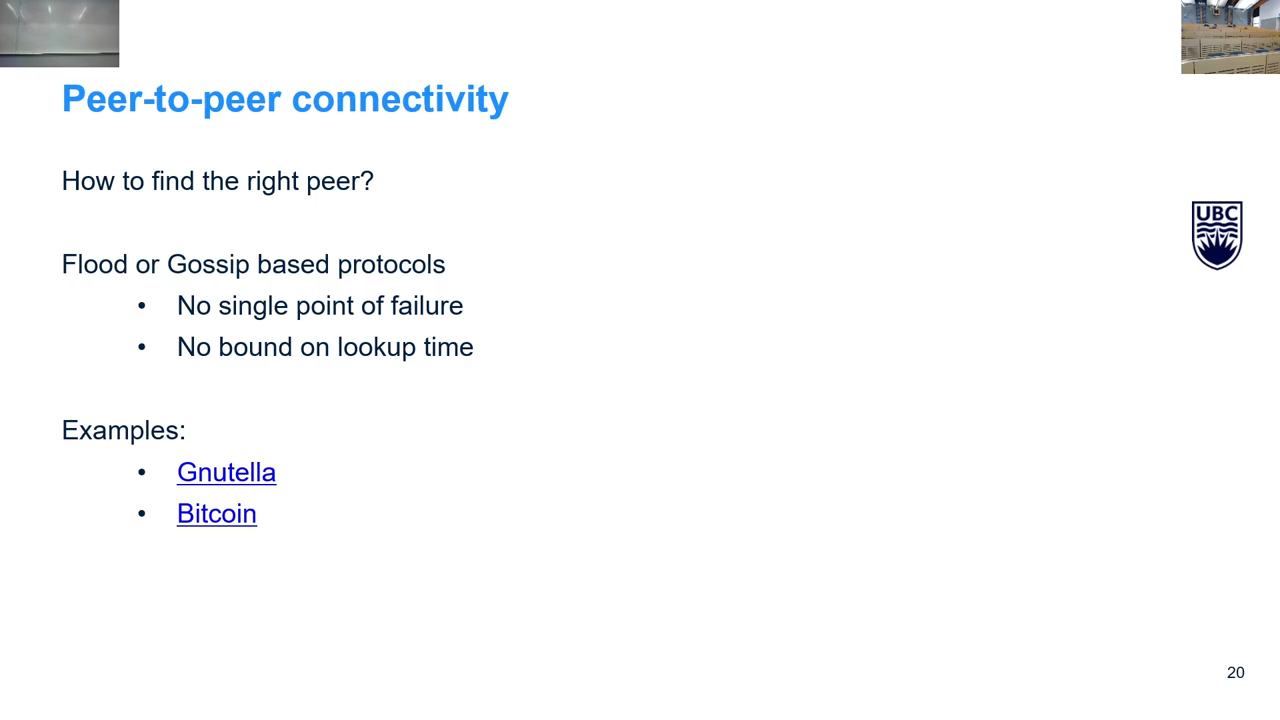 Peer-to-peer connectivity
How to find the right peer?
UBC
Flood or Gossip based protocols
• No single point of failure
• No bound on lookup time
Examples:
• Gnutella
• Bitcoin
20